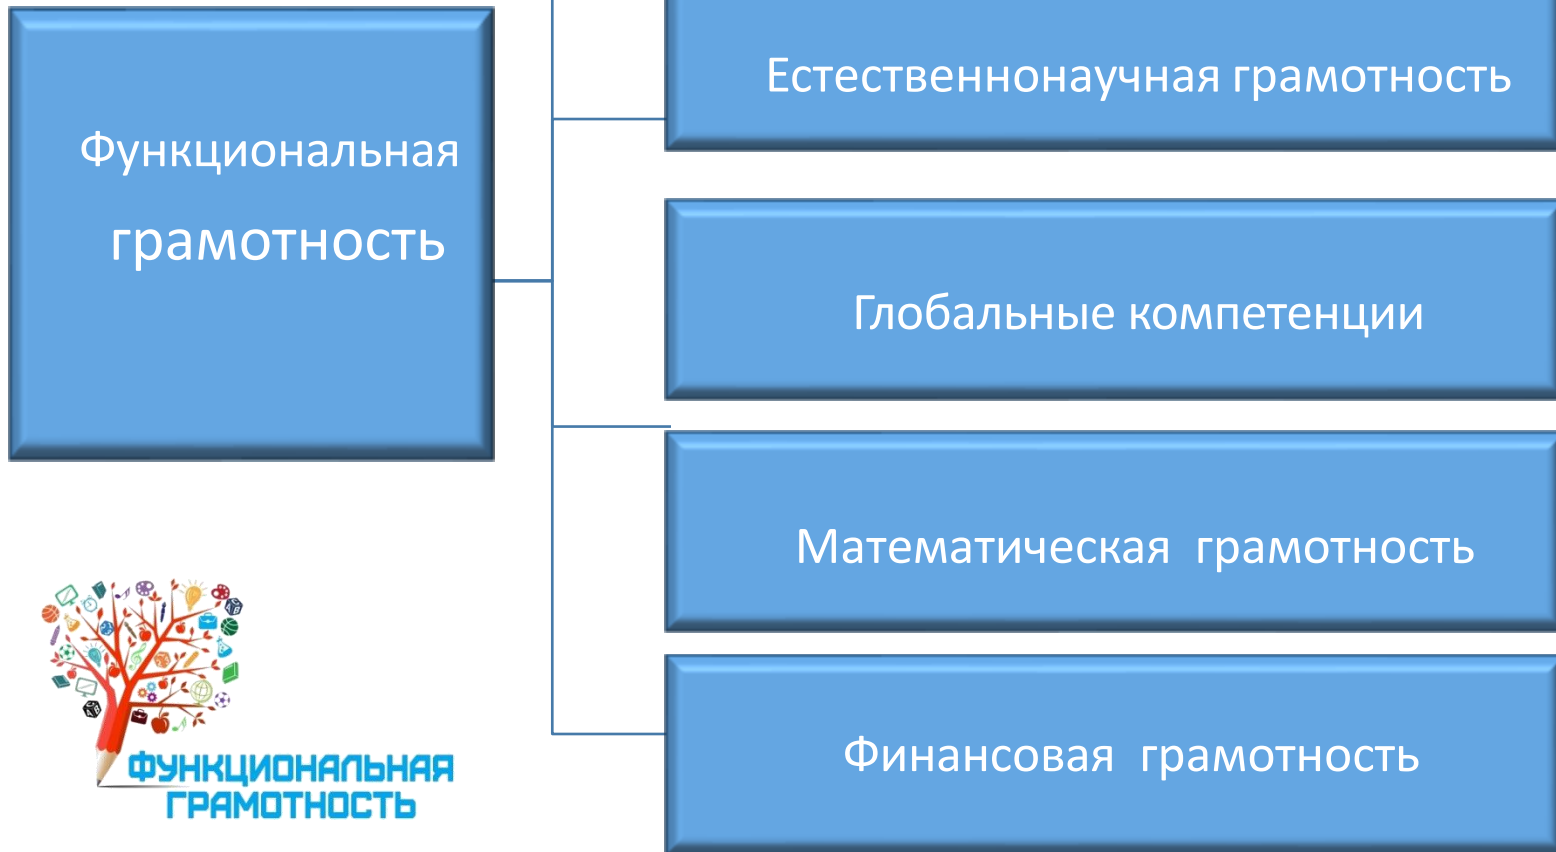 Функциональная
грамотность
Естественнонаучная грамотность
Глобальные компетенции
Математическая грамотность
Финансовая грамотность
ФУНКЦИОНАЛЬНАЯ
ГРАМОТНОСТЬ